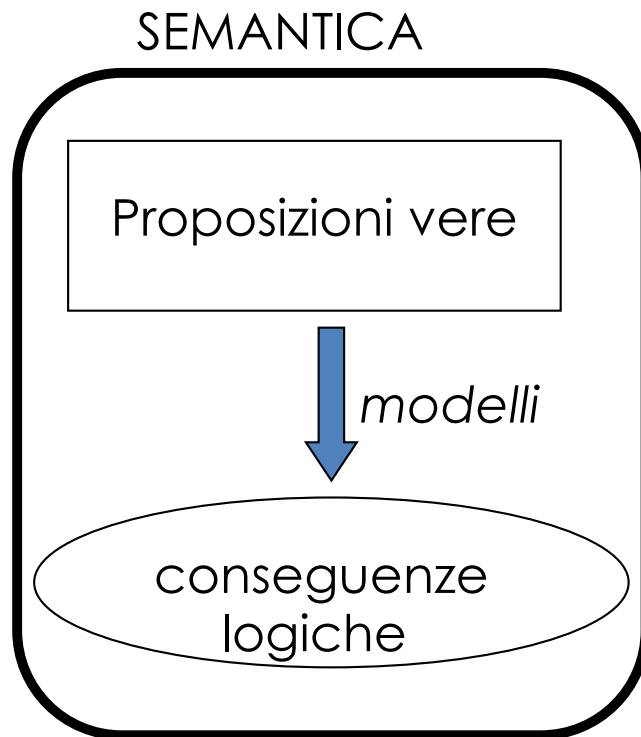 SEMANTICA
Proposizioni vere
modelli
conseguenze
logiche